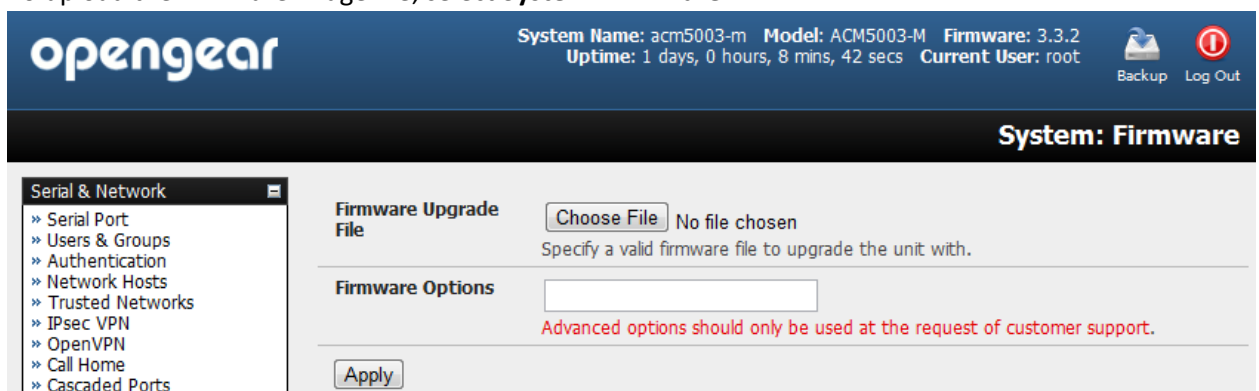 opengear
System Name: acm5003-m Model: ACM5003-M Firmware: 3.3.2
Uptime: 1 days, 0 hours, 8 mins, 42 secs Current User: root
Backup
Log Out
System: Firmware
Serial & Network
» Serial Port
» Users & Groups
» Authentication
» Network Hosts
» Trusted Networks
» IPsec VPN
» OpenVPN
» Call Home
» Cascaded Ports
Firmware Upgrade
File
Choose File No file chosen
Specify a valid firmware file to upgrade the unit with.
Firmware Options
Advanced options should only be used at the request of customer support.
Apply